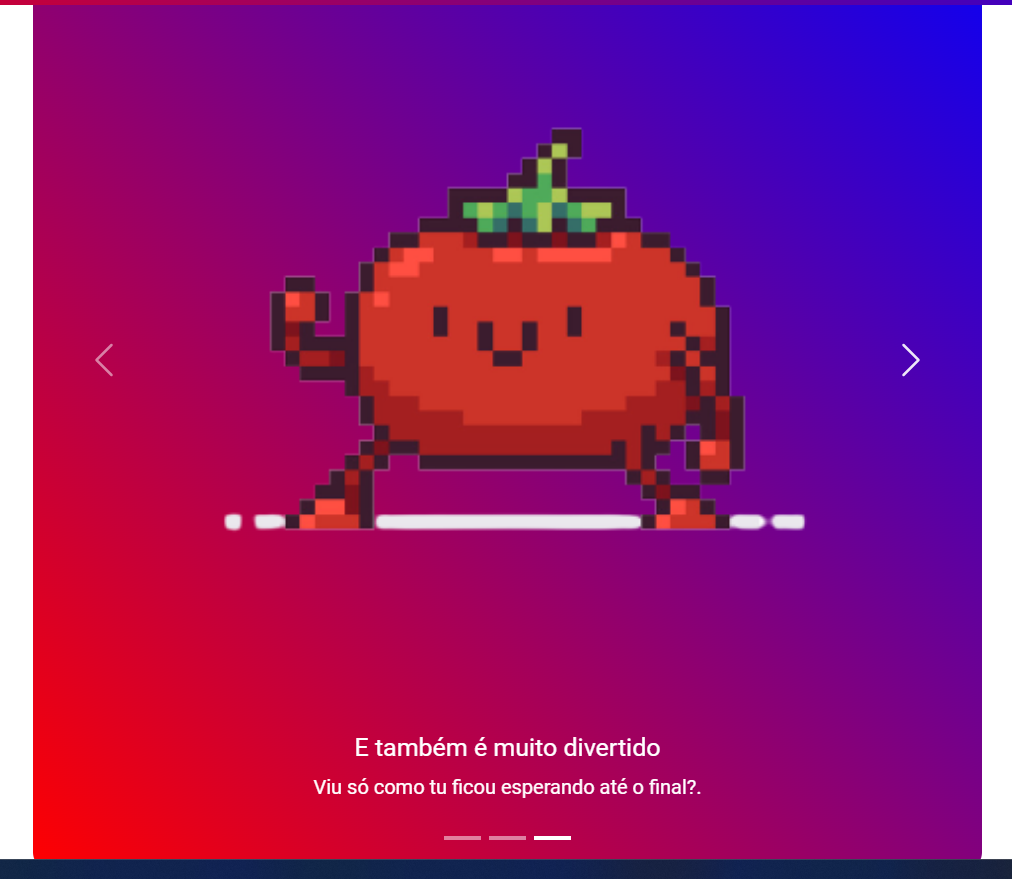 E também é muito divertido
Viu só como tu ficou esperando até o final?.